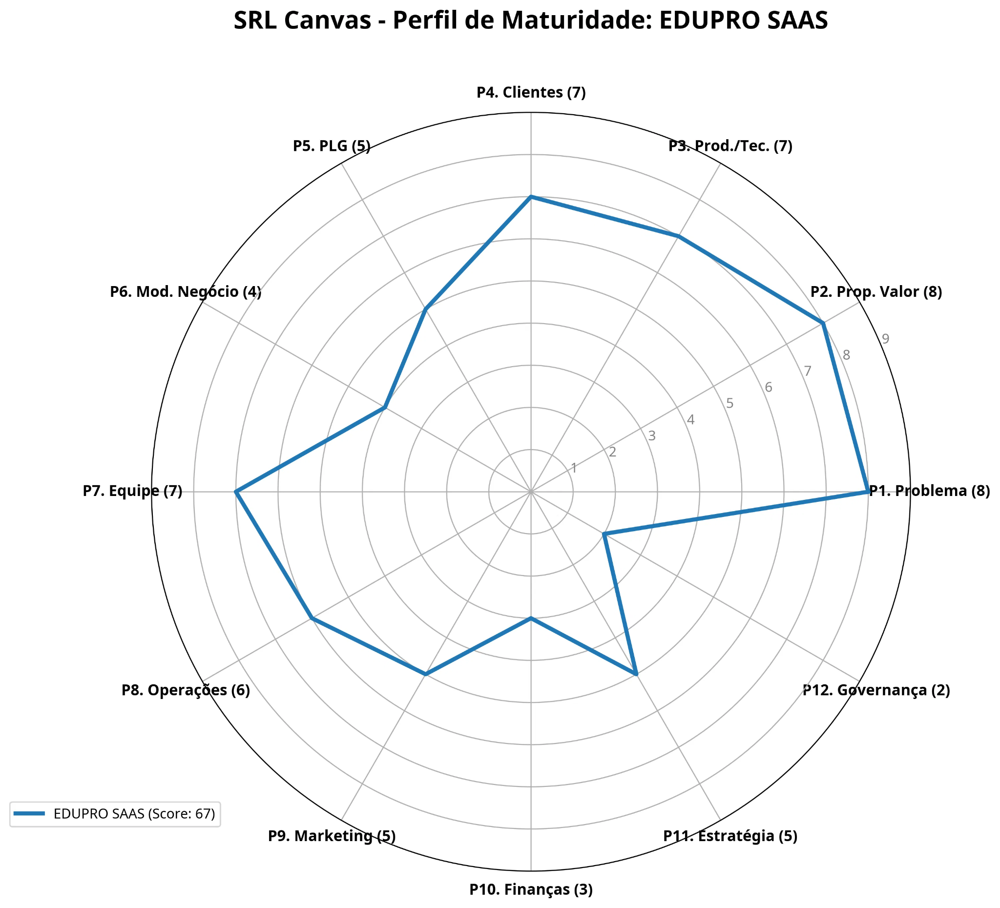 SRL Canvas - Perfil de Maturidade: EDUPRO SAAS
P4. Clientes (7)
P5. PLG (5)
P3. Prod./Tec. (7)
P6. Mod. Negócio (4)
P2. Prop. Valor (8)
9
8
7
6
5
4
3
2
1
P7. Equipe (7)
P1. Problema (8)
P8. Operações (6)
P12. Governança (2)
EDUPRO SAAS (Score: 67)
P9. Marketing (5)
P11. Estratégia (5)
P10. Finanças (3)